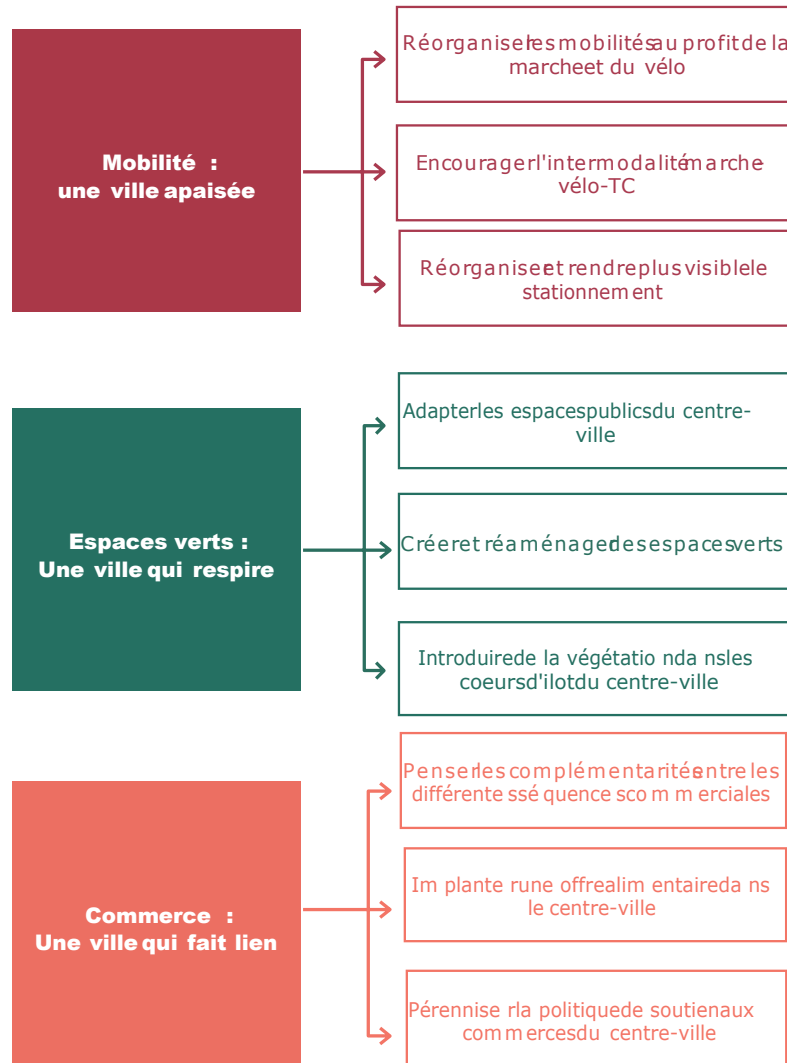 Mobilité :
une ville apaisée
Réorganiser les mobilités au profit de la
marche et du vélo
Encourager l'intermodalité marche-
vélo-TC
Réorganiser et rendre plus visible le
stationnement
Espaces verts :
Une ville qui respire
Adapter les espaces publics du centre-
ville
Créer et réaménager des espaces verts
Introduire de la végétation dans les
coeurs d'ilot du centre-ville
Commerce :
Une ville qui fait lien
Penser les complémentarités entre les
différentes séquences commerciales
Implanter une offre alimentaire dans
le centre-ville
Pérenniser la politique de soutien aux
commerces du centre-ville